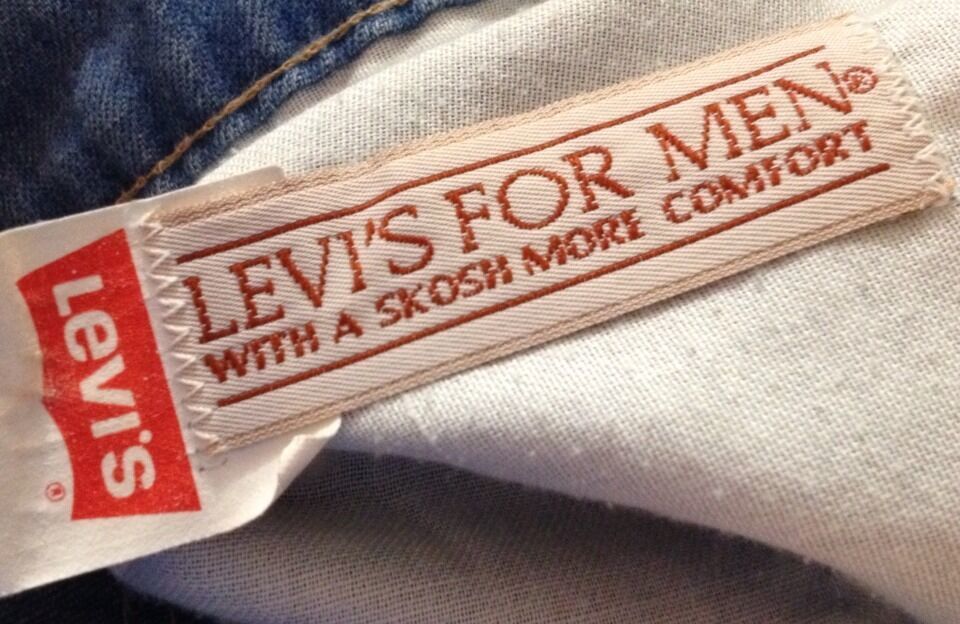 LEVI'S FOR MEN®
WITH A SKOSH MORE COMFORT
LeVI'S
®